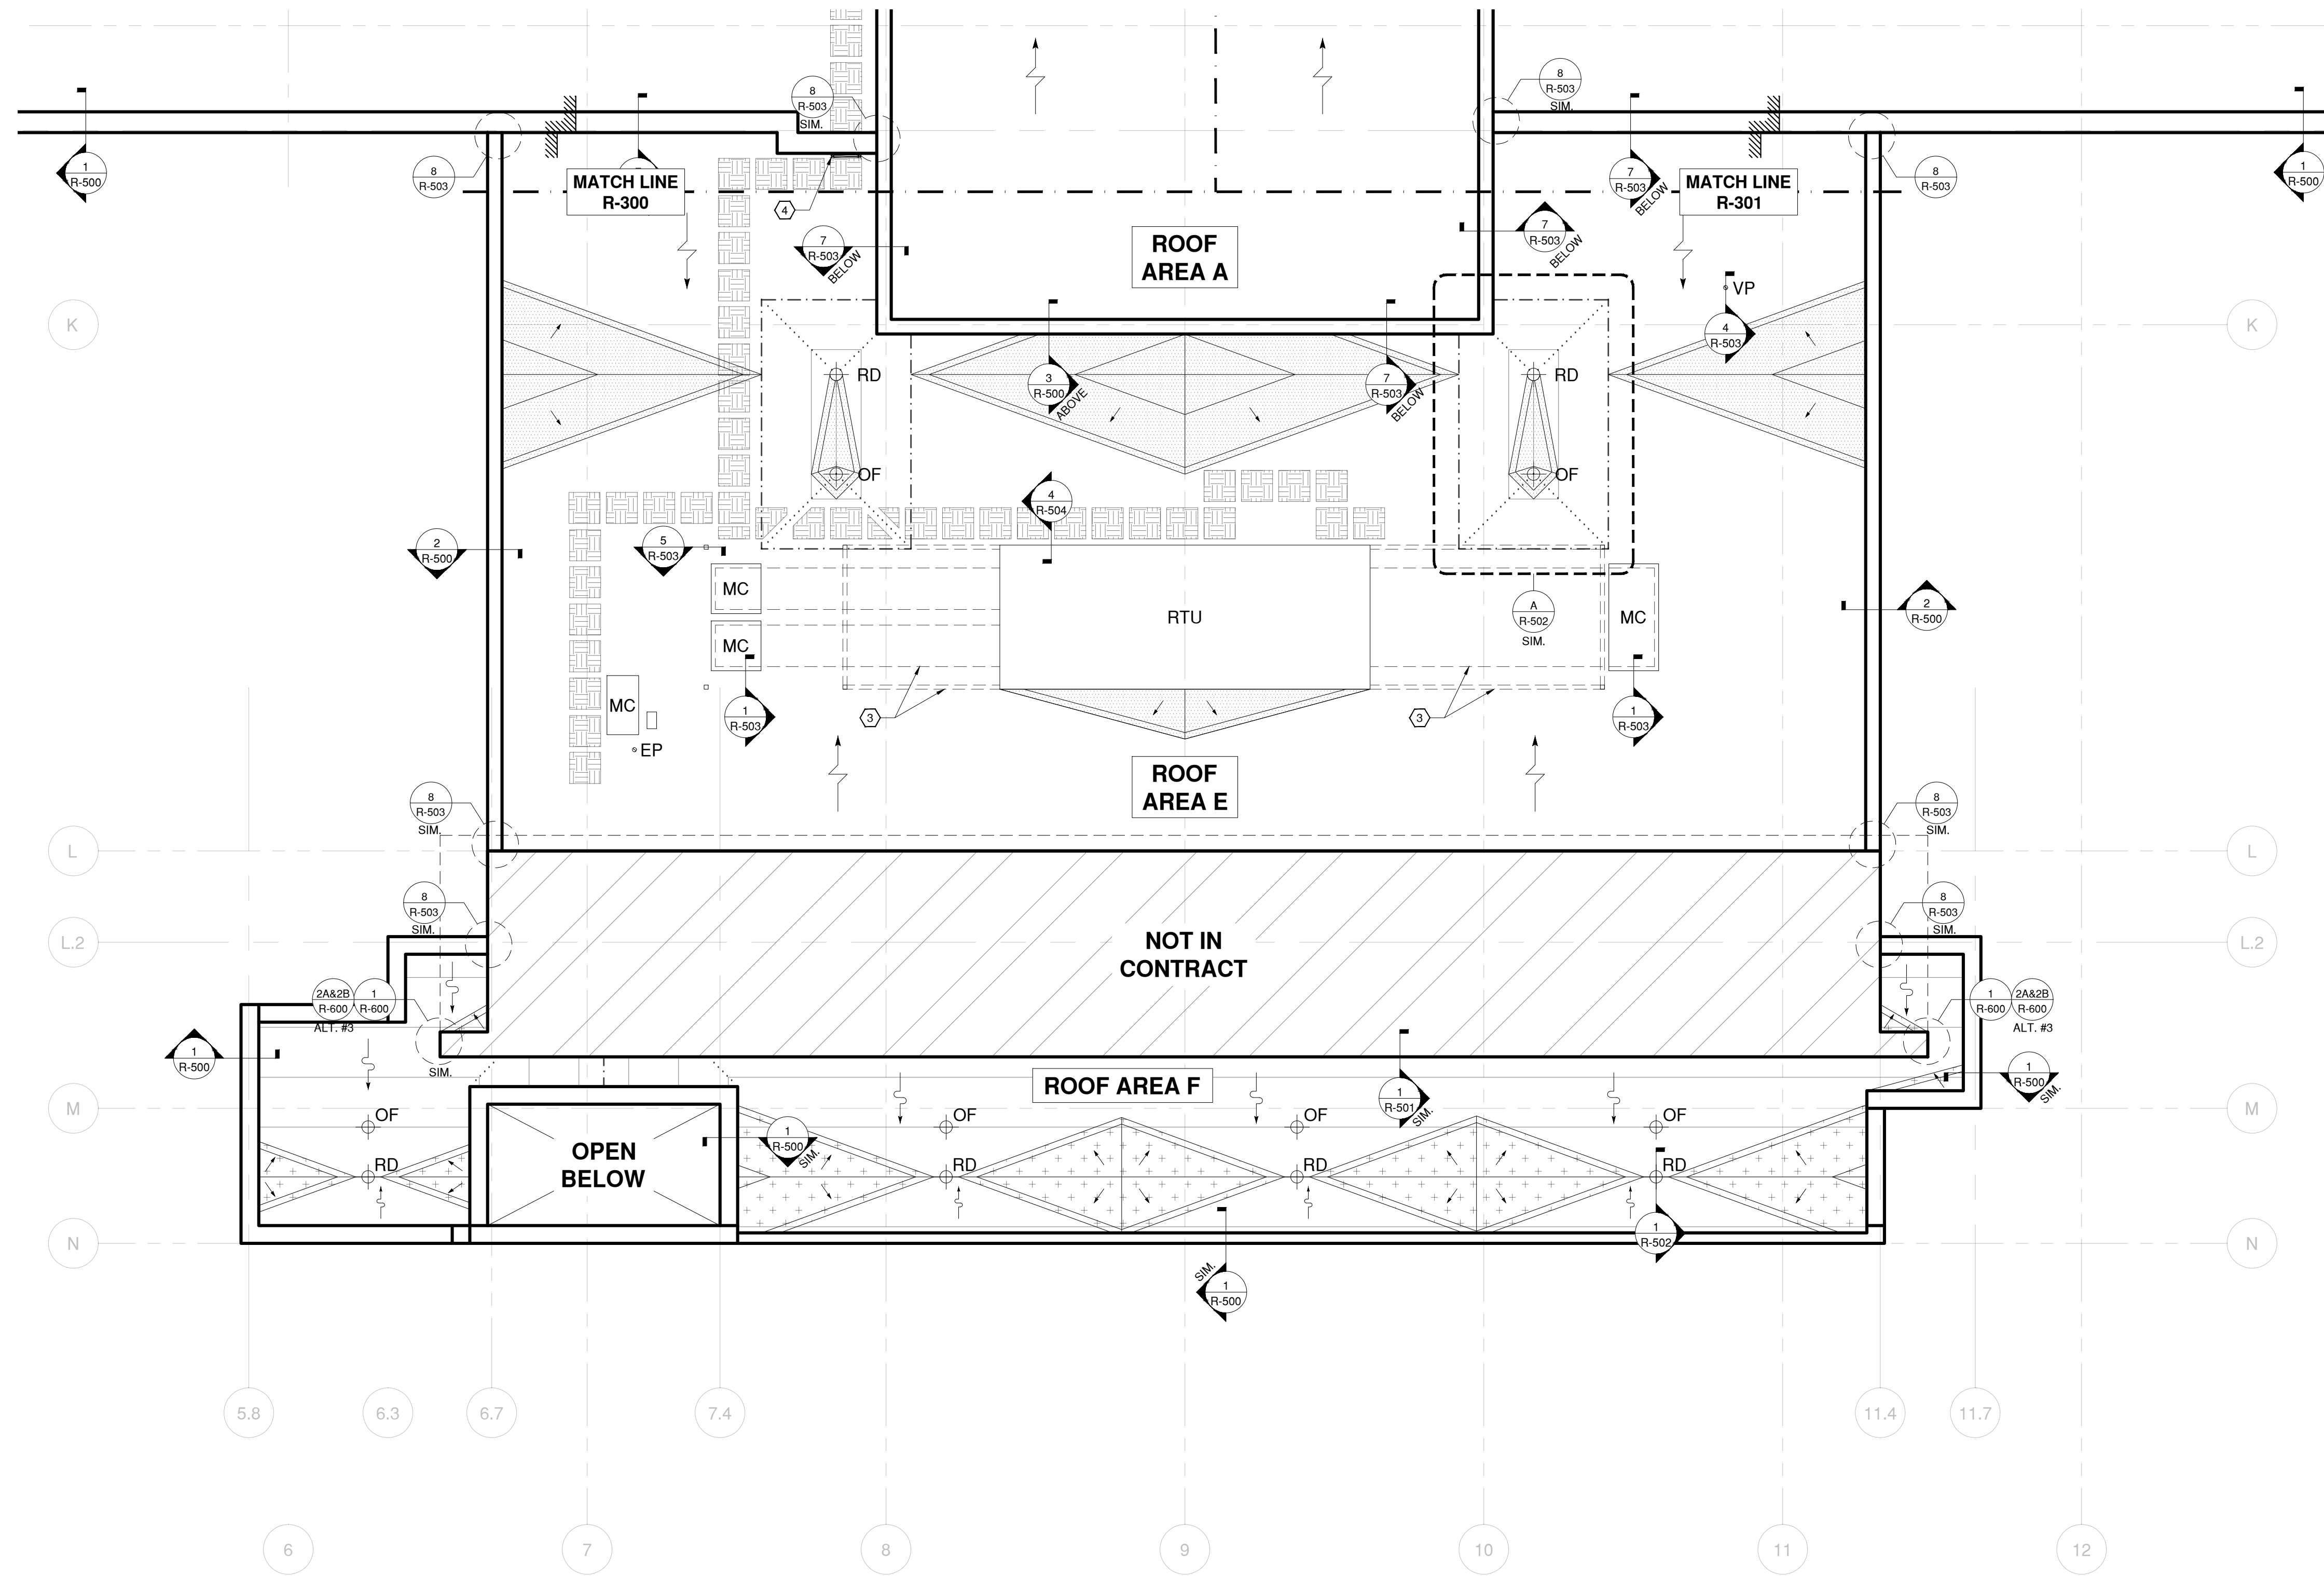 8
R-503
SIM.
8
R-503
SIM.
1
R-500
8
R-503
MATCH LINE
R-300
4
7
R-503
BELOW
ROOF
AREA A
7
R-503
BELOW
7
R-503
BELOW
MATCH LINE
R-301
8
R-503
1
R-500
K
VP
4
R-503
K
RD
3
R-500
ABOVE
7
R-503
BELOW
RD
OF
4
R-504
OF
2
R-500
5
R-503
MC
MC
RTU
A
R-502
SIM.
MC
2
R-500
MC
EP
1
R-503
3
3
1
R-503
ROOF
AREA E
8
R-503
SIM.
8
R-503
SIM.
L
L
8
R-503
SIM.
8
R-503
SIM.
L.2
NOT IN
CONTRACT
L.2
2A&2B
R-600
1
R-600
ALT. #3
1
R-600
2A&2B
R-600
ALT. #3
1
R-500
SIM.
ROOF AREA F
1
R-501
SIM.
1
R-500
SIM.
M
OF
OF
OF
OF
M
OPEN
BELOW
1
R-500
SIM.
RD
RD
RD
RD
N
1
R-502
N
SIM.
1
R-500
5.8
6.3
6.7
7.4
11.4
11.7
6
7
8
9
10
11
12